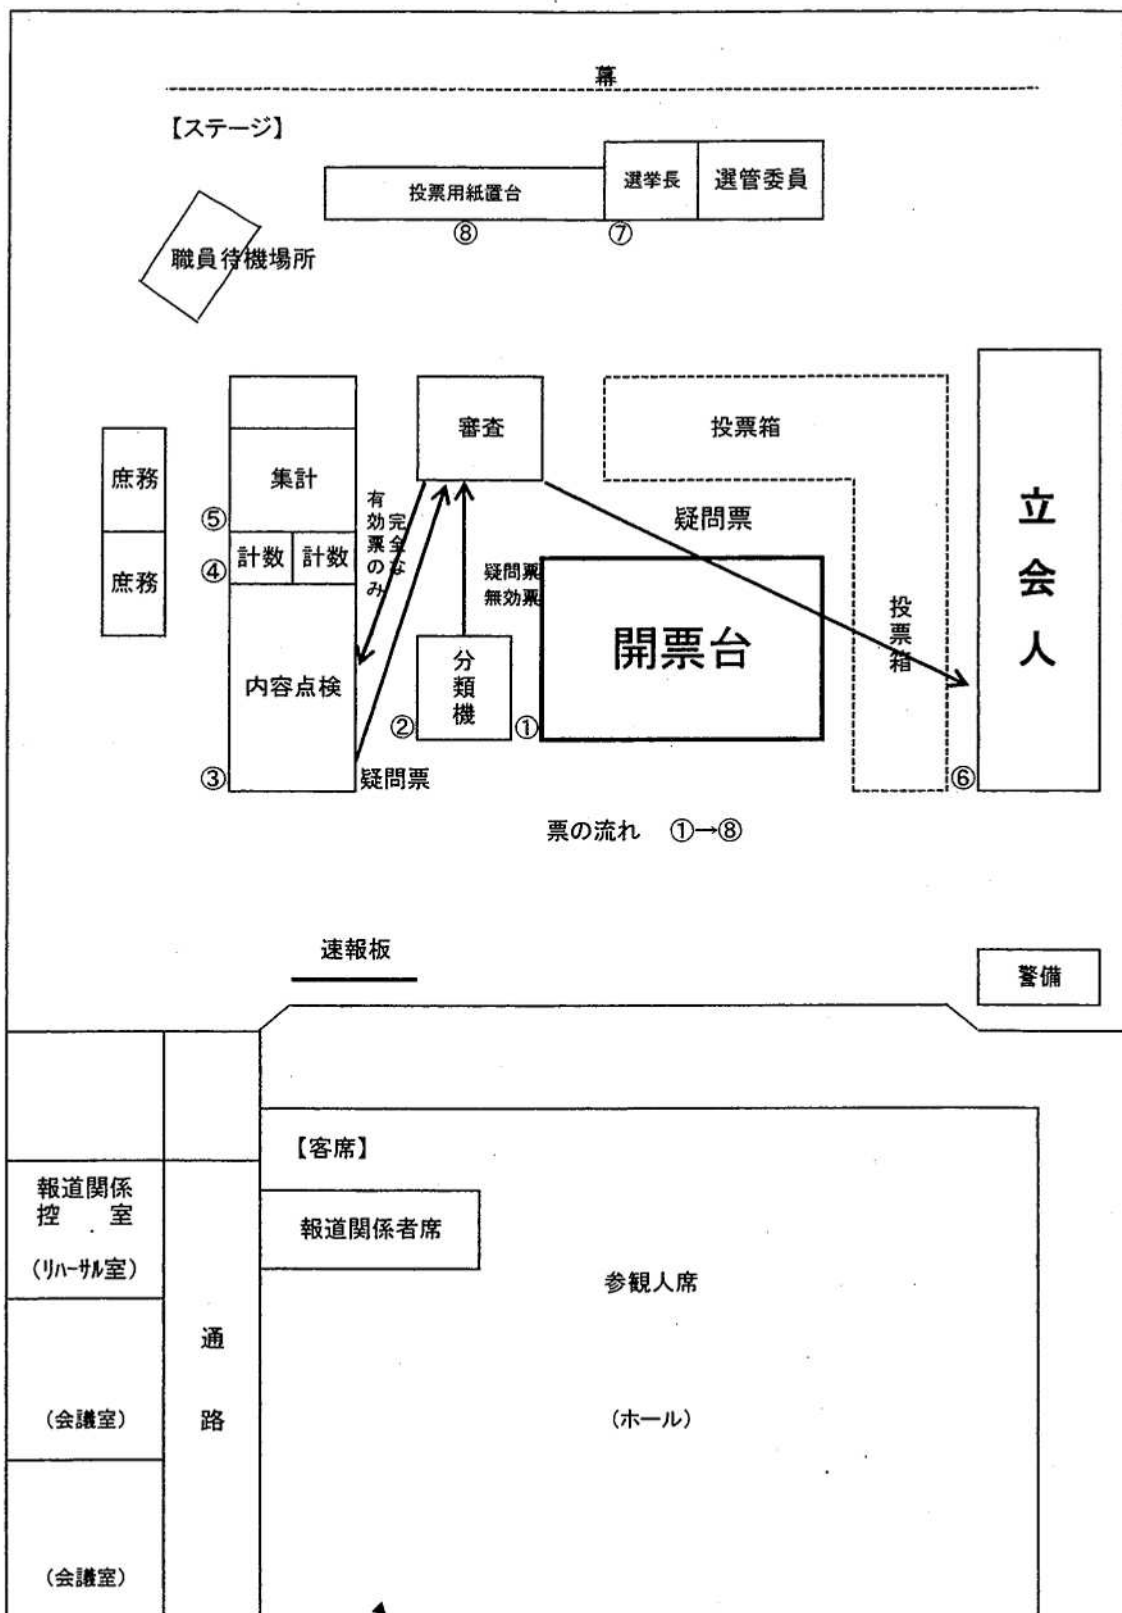 幕
【ステージ】
投票用紙置台
選挙長
選管委員
⑧
⑦
職員待機場所
庶務
庶務
集計
⑤
計数
計数
④
内容点検
③
審査
完全な
有効票のみ
疑問票
無効票
分類機
②
①
疑問票
開票台
投票箱
疑問票
投票箱
立会人
⑥
票の流れ ①→⑧
速報板
警備
【客席】
報道関係
控 室
(リハーサル室)
報道関係者席
参観人席
通路
(会議室)
(ホール)
(会議室)